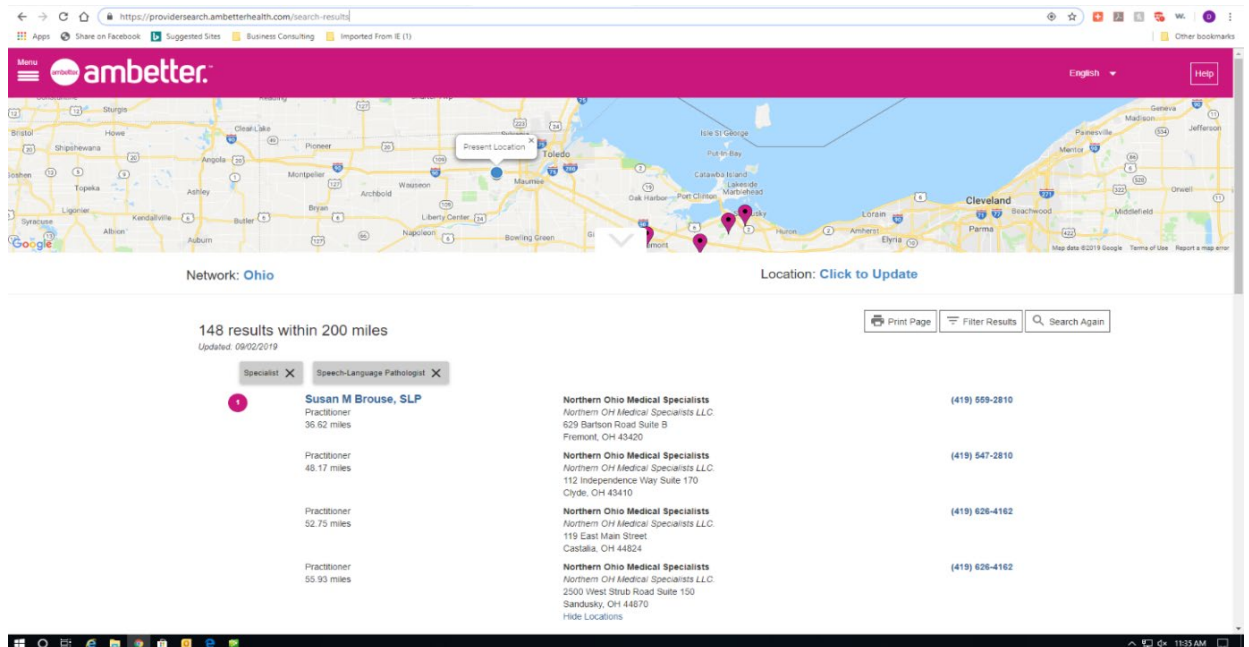 https://providersearch.ambetterhealth.com/search-results
Apps Share on Facebook Suggested Sites Business Consulting Imported From IE (1) Other bookmarks
Menu
ambetter ambetter.
English
Help
Sturgis
Bristol Howe
Shipshewana
Clear Lake
Pioneer
Angola
Montpelier
Goshen
Topeka
Ashley
Archbold
Wauseon
Present Location
Toledo
Maumee
Ligonier
Syracuse
Albion
Kendallville
Butler
Auburn
Bryan
Liberty Center
Napoleon
Bowling Green
Isle St George
Put-In-Bay
Catawba Island
Lakeside
Marblehead
Oak Harbor
Port Clinton
Huron
Lorain
Amherst
Elyria
Cleveland
Parma
Beachwood
Mentor
Painesville
Geneva
Madison
Jefferson
Orwell
Middlefield
Google
Map data ©2019 Google Terms of Use Report a map error
Network: Ohio
Location: Click to Update
148 results within 200 miles
Updated: 09/02/2019
Print Page Filter Results Search Again
Specialist X Speech-Language Pathologist X
1 Susan M Brouse, SLP
Practitioner
36.62 miles
Northern Ohio Medical Specialists
Northern OH Medical Specialists LLC.
629 Bartson Road Suite B
Fremont, OH 43420
(419) 559-2810
Practitioner
48.17 miles
Northern Ohio Medical Specialists
Northern OH Medical Specialists LLC.
112 Independence Way Suite 170
Clyde, OH 43410
(419) 547-2810
Practitioner
52.75 miles
Northern Ohio Medical Specialists
Northern OH Medical Specialists LLC.
119 East Main Street
Castalia, OH 44824
(419) 626-4162
Practitioner
55.93 miles
Northern Ohio Medical Specialists
Northern OH Medical Specialists LLC.
2500 West Strub Road Suite 150
Sandusky, OH 44870
Hide Locations
(419) 626-4162
11:35 AM